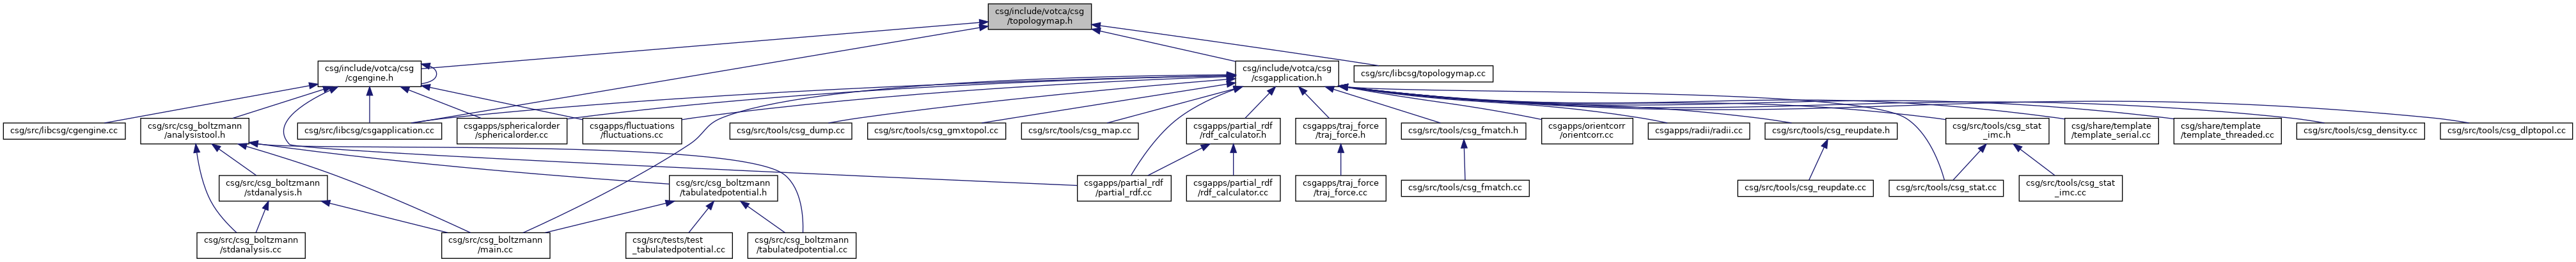 csg/include/votca/csg
/topologymap.h
csg/include/votca/csg
/cgengine.h
csg/include/votca/csg
/csgapplication.h
csg/src/libcsg/topologymap.cc
csg/src/libcsg/cgengine.cc
csg/src/csg_boltzmann
/analysistool.h
csg/src/libcsg/csgapplication.cc
csgapps/sphericalorder
/sphericalorder.cc
csgapps/fluctuations
/fluctuations.cc
csg/src/tools/csg_dump.cc
csg/src/tools/csg_gmxtopol.cc
csg/src/tools/csg_map.cc
csgapps/partial_rdf
/rdf_calculator.h
csgapps/traj_force
/traj_force.h
csg/src/tools/csg_fmatch.h
csgapps/orientcorr
/orientcorr.cc
csgapps/radii/radii.cc
csg/src/tools/csg_reupdate.h
csg/src/tools/csg_stat
_imc.h
csg/share/template
/template_serial.cc
csg/share/template
/template_threaded.cc
csg/src/tools/csg_density.cc
csg/src/tools/csg_dlptopol.cc
csg/src/csg_boltzmann
/stdanalysis.h
csg/src/csg_boltzmann
/tabulatedpotential.h
csgapps/partial_rdf
/partial_rdf.cc
csgapps/partial_rdf
/rdf_calculator.cc
csgapps/traj_force
/traj_force.cc
csg/src/tools/csg_fmatch.cc
csg/src/tools/csg_reupdate.cc
csg/src/tools/csg_stat.cc
csg/src/tools/csg_stat
_imc.cc
csg/src/csg_boltzmann
/stdanalysis.cc
csg/src/csg_boltzmann
/main.cc
csg/src/tests/test
_tabulatedpotential.cc
csg/src/csg_boltzmann
/tabulatedpotential.cc